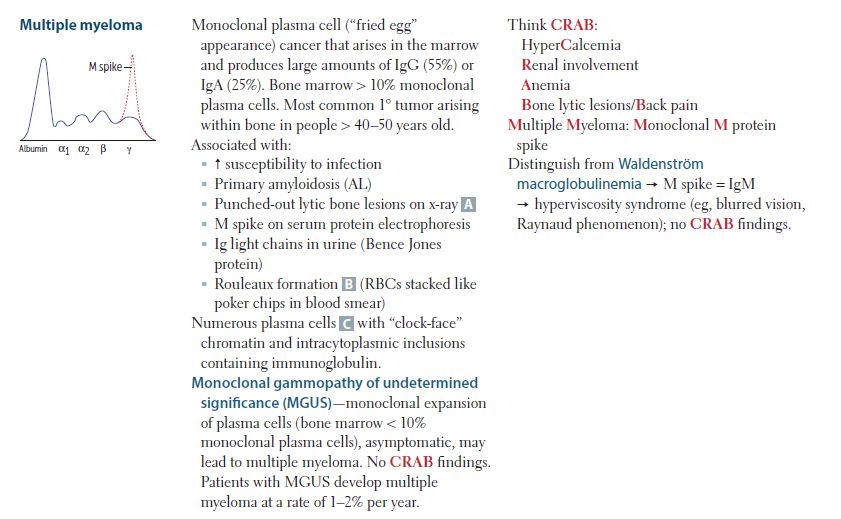 Multiple myeloma
M spike
Albumin α1 α2 β γ
Monoclonal plasma cell (“fried egg”
appearance) cancer that arises in the marrow
and produces large amounts of IgG (55%) or
IgA (25%). Bone marrow > 10% monoclonal
plasma cells. Most common 1° tumor arising
within bone in people > 40–50 years old.
Associated with:
▪ ↑ susceptibility to infection
▪ Primary amyloidosis (AL)
▪ Punched-out lytic bone lesions on x-ray A
▪ M spike on serum protein electrophoresis
▪ Ig light chains in urine (Bence Jones
protein)
▪ Rouleaux formation B (RBCs stacked like
poker chips in blood smear)
Numerous plasma cells C with “clock-face”
chromatin and intracytoplasmic inclusions
containing immunoglobulin.
Monoclonal gammopathy of undetermined
significance (MGUS)—monoclonal expansion
of plasma cells (bone marrow < 10%
monoclonal plasma cells), asymptomatic, may
lead to multiple myeloma. No CRAB findings.
Patients with MGUS develop multiple
myeloma at a rate of 1–2% per year.
Think CRAB:
HyperCalcemia
Renal involvement
Anemia
Bone lytic lesions/Back pain
Multiple Myeloma: Monoclonal M protein
spike
Distinguish from Waldenström
macroglobulinemia → M spike = IgM
→ hyperviscosity syndrome (eg, blurred vision,
Raynaud phenomenon); no CRAB findings.